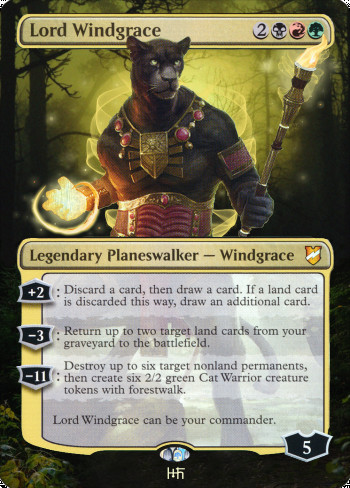 Lord Windgrace 2
Legendary Planeswalker — Windgrace
+2 : Discard a card, then draw a card. If a land card
is discarded this way, draw an additional card.
−3 : Return up to two target land cards from your
graveyard to the battlefield.
−11 : Destroy up to six target nonland permanents,
then create six 2/2 green Cat Warrior creature
tokens with forestwalk.
Lord Windgrace can be your commander.
5